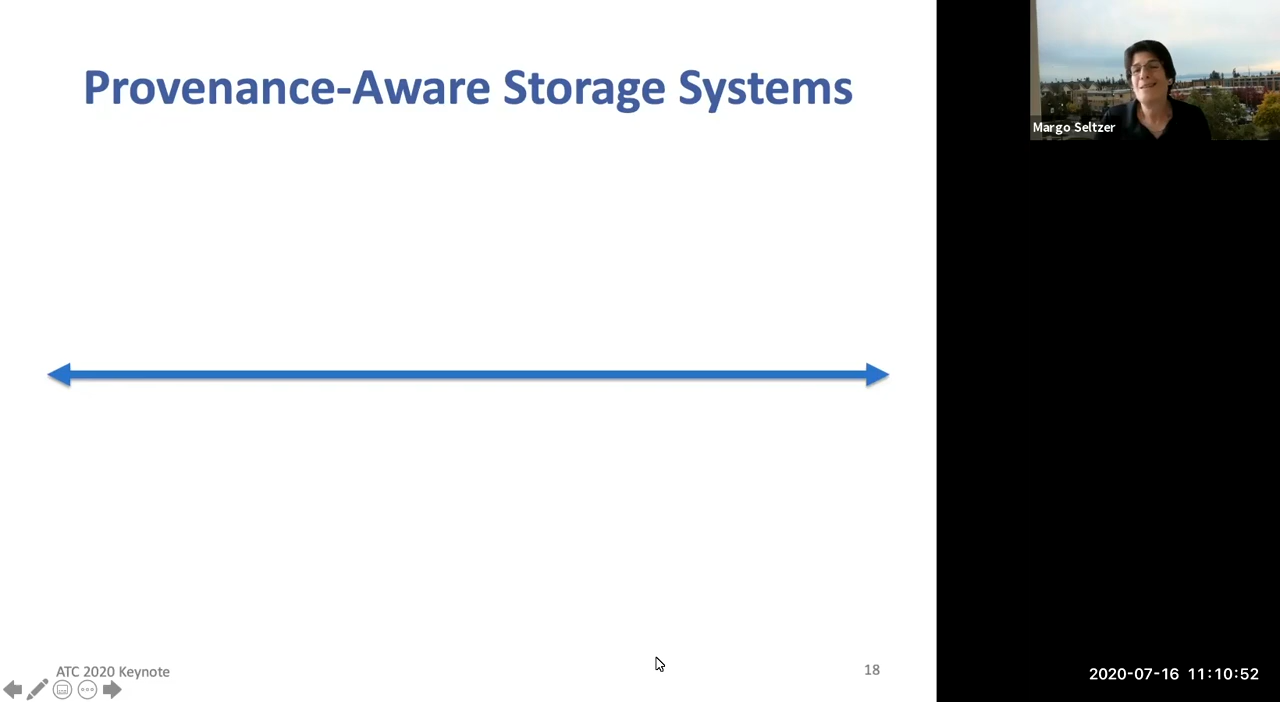 Provenance-Aware Storage Systems
Margo Seltzer
ATC 2020 Keynote
18
2020-07-16 11:10:52